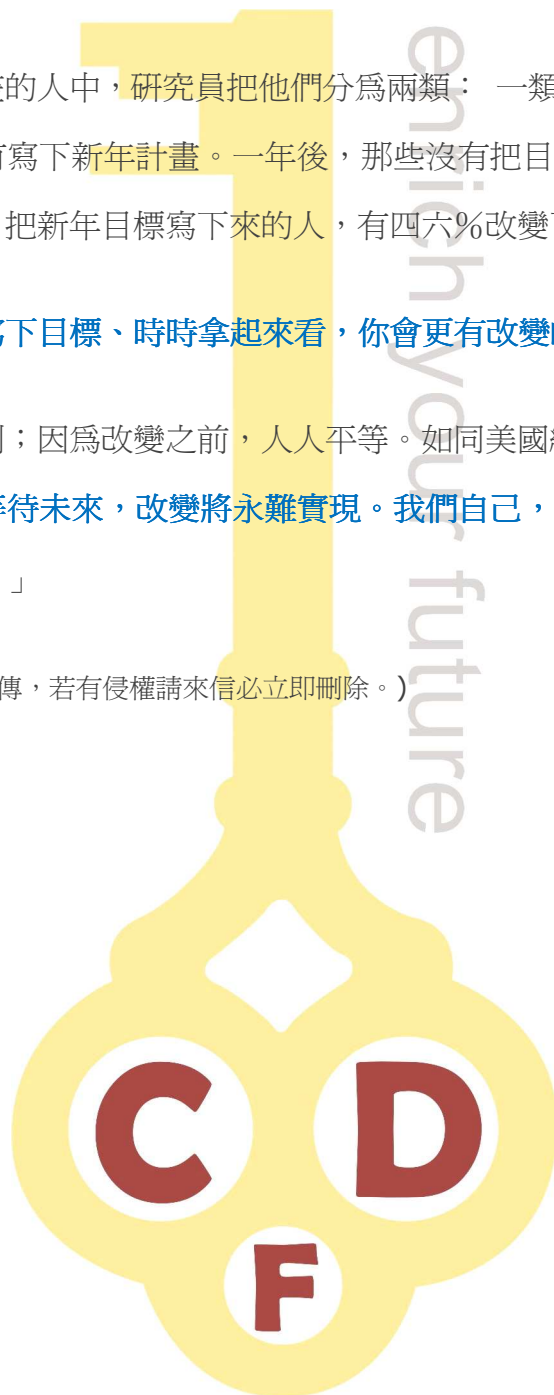 的人中，研究員把他們分為兩類： 一類
寫下新年計畫。一年後，那些沒有把目
把新年目標寫下來的人，有四六%改變
下目標、時時拿起來看，你會更有改變
；因為改變之前，人人平等。如同美國
待未來，改變將永難實現。我們自己，
」
傳，若有侵權請來信必立即刪除。)
enrich your future
C D
F